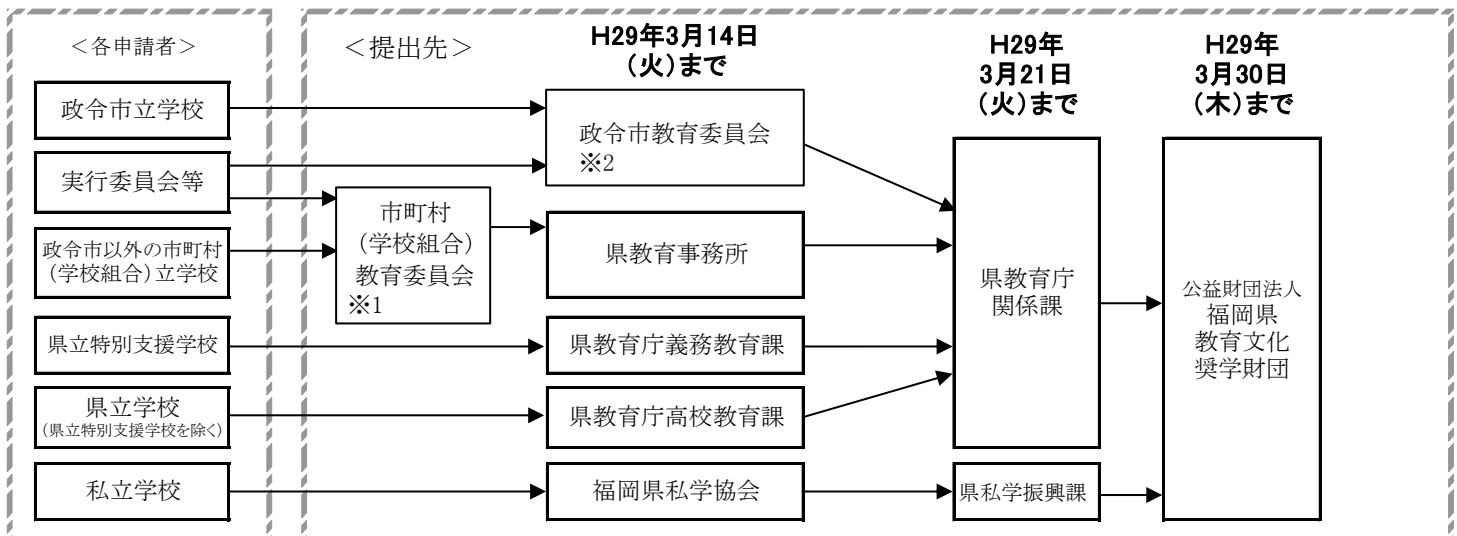 ＜各申請者＞
政令市立学校
実行委員会等
政令市以外の市町村
(学校組合)立学校
県立特別支援学校
県立学校
(県立特別支援学校を除く)
私立学校
＜提出先＞
市町村
(学校組合)
教育委員会
※1
H29年3月14日
(火)まで
政令市教育委員会
※2
県教育事務所
県教育庁義務教育課
県教育庁高校教育課
福岡県私学協会
H29年
3月21日
(火)まで
県教育庁
関係課
県私学振興課
H29年
3月30日
(木)まで
公益財団法人
福岡県
教育文化
奨学財団